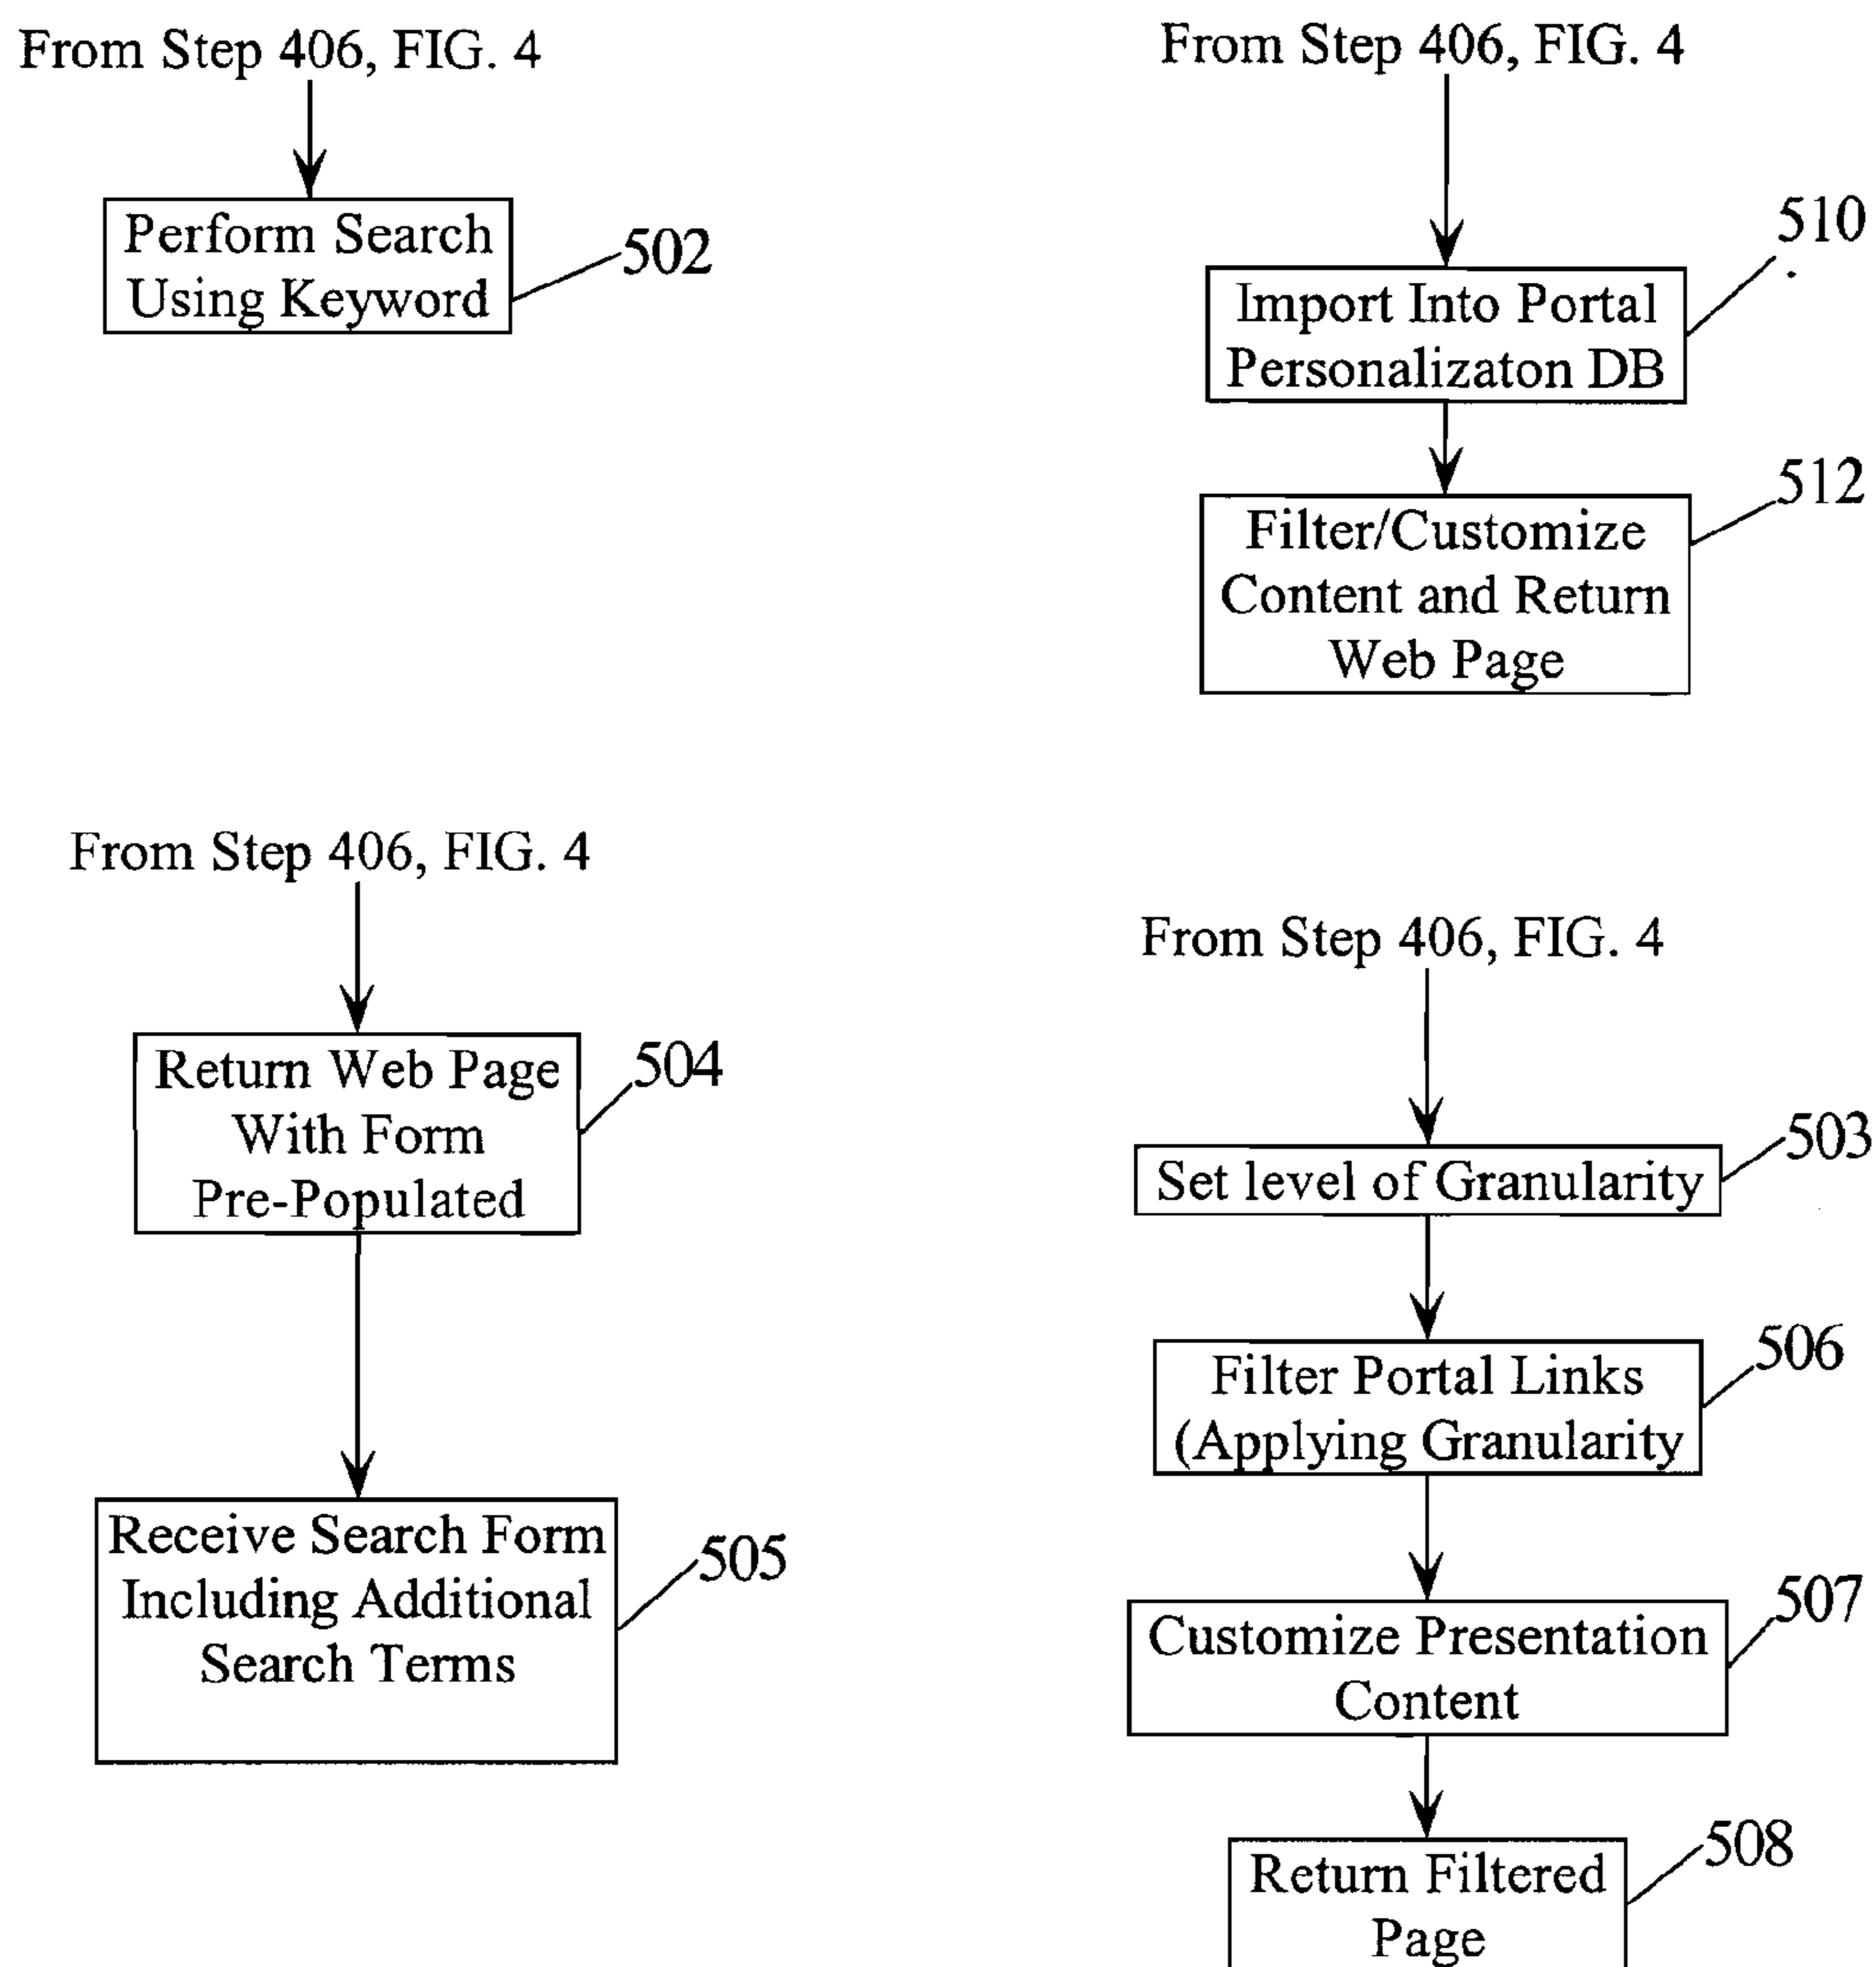 From Step 406, FIG. 4
Perform Search
Using Keyword
502
From Step 406, FIG. 4
510
Import Into Portal
Personalizaton DB
512
Filter/Customize
Content and Return
Web Page
From Step 406, FIG. 4
504
Return Web Page
With Form
Pre-Populated
505
Receive Search Form
Including Additional
Search Terms
From Step 406, FIG. 4
503
Set level of Granularity
506
Filter Portal Links
(Applying Granularity
507
Customize Presentation
Content
508
Return Filtered
Page